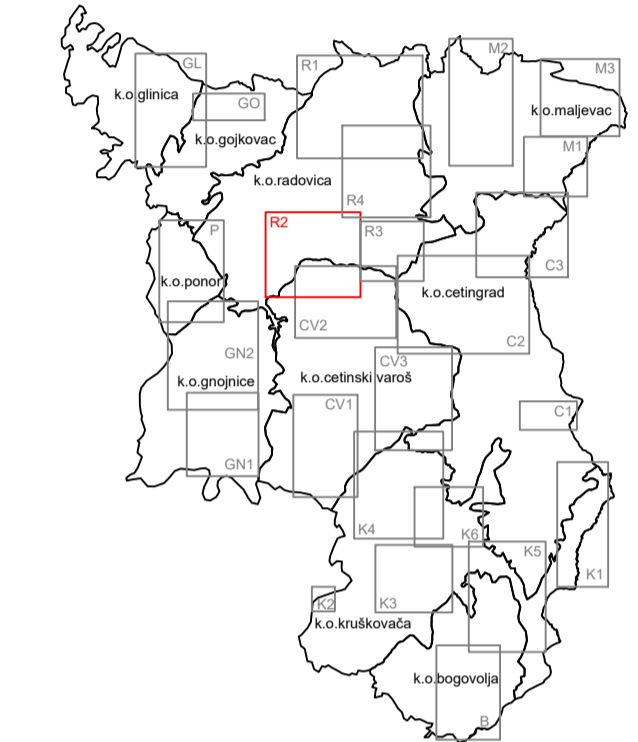 GL
R1
M2
M3
k.o.glinica
GO
k.o.maljevac
k.o.gojkovac
M1
k.o.radovica
R4
R2
R3
P
C3
k.o.ponor
k.o.cetingrad
CV2
C2
GN2
CV3
k.o.gnojnice
k.o.cetinski varoš
CV1
C1
GN1
K4
K6
K5
K1
K2
K3
k.o.kruškovača
k.o.bogovolja
B